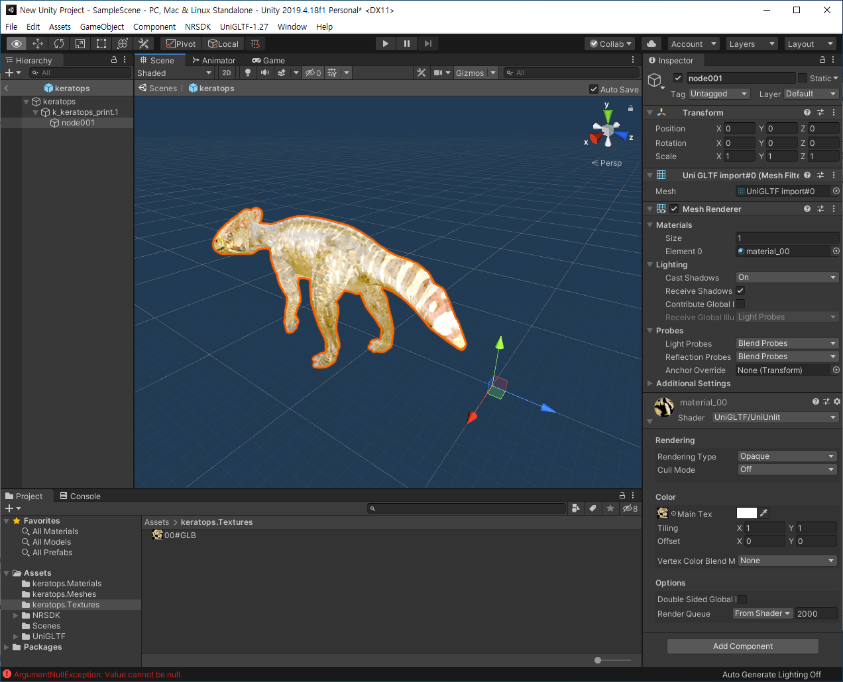 New Unity Project - SampleScene - PC, Mac & Linux Standalone - Unity 2019.4.18f1 Personal* <DX11>
File Edit Assets GameObject Component NRSDK UniGLTF-1.27 Window Help
Pivot Local Collab Account Layers Layout
Hierarchy
All
keratops
keratops
k_keratops_print.1
node001
Scene Animator Game
Shaded 2D 0 Gizmos All
Scenes keratops Auto Save
y
x z
Persp
Inspector
node001 Static
Tag Untagged Layer Default
Transform
Position X 0 Y 0 Z 0
Rotation X 0 Y 0 Z 0
Scale X 1 Y 1 Z 1
Uni GLTF import#0 (Mesh Filte
Mesh UniGLTF import#0
Mesh Renderer
Materials
Size 1
Element 0 material_00
Lighting
Cast Shadows On
Receive Shadows
Contribute Global I
Receive Global Illu Light Probes
Probes
Light Probes Blend Probes
Reflection Probes Blend Probes
Anchor Override None (Transform)
Additional Settings
material_00
Shader UniGLTF/UniUnlit
Rendering
Rendering Type Opaque
Cull Mode Off
Color
Main Tex
Tiling X 1 Y 1
Offset X 0 Y 0
Vertex Color Blend M None
Options
Double Sided Global I
Render Queue From Shader 2000
Add Component
Project Console
8
Favorites
All Materials
All Models
All Prefabs
Assets
keratops.Materials
keratops.Meshes
keratops.Textures
NRSDK
Scenes
UniGLTF
Packages
Assets > keratops.Textures
00#GLB
ArgumentNullException: Value cannot be null.
Auto Generate Lighting Off